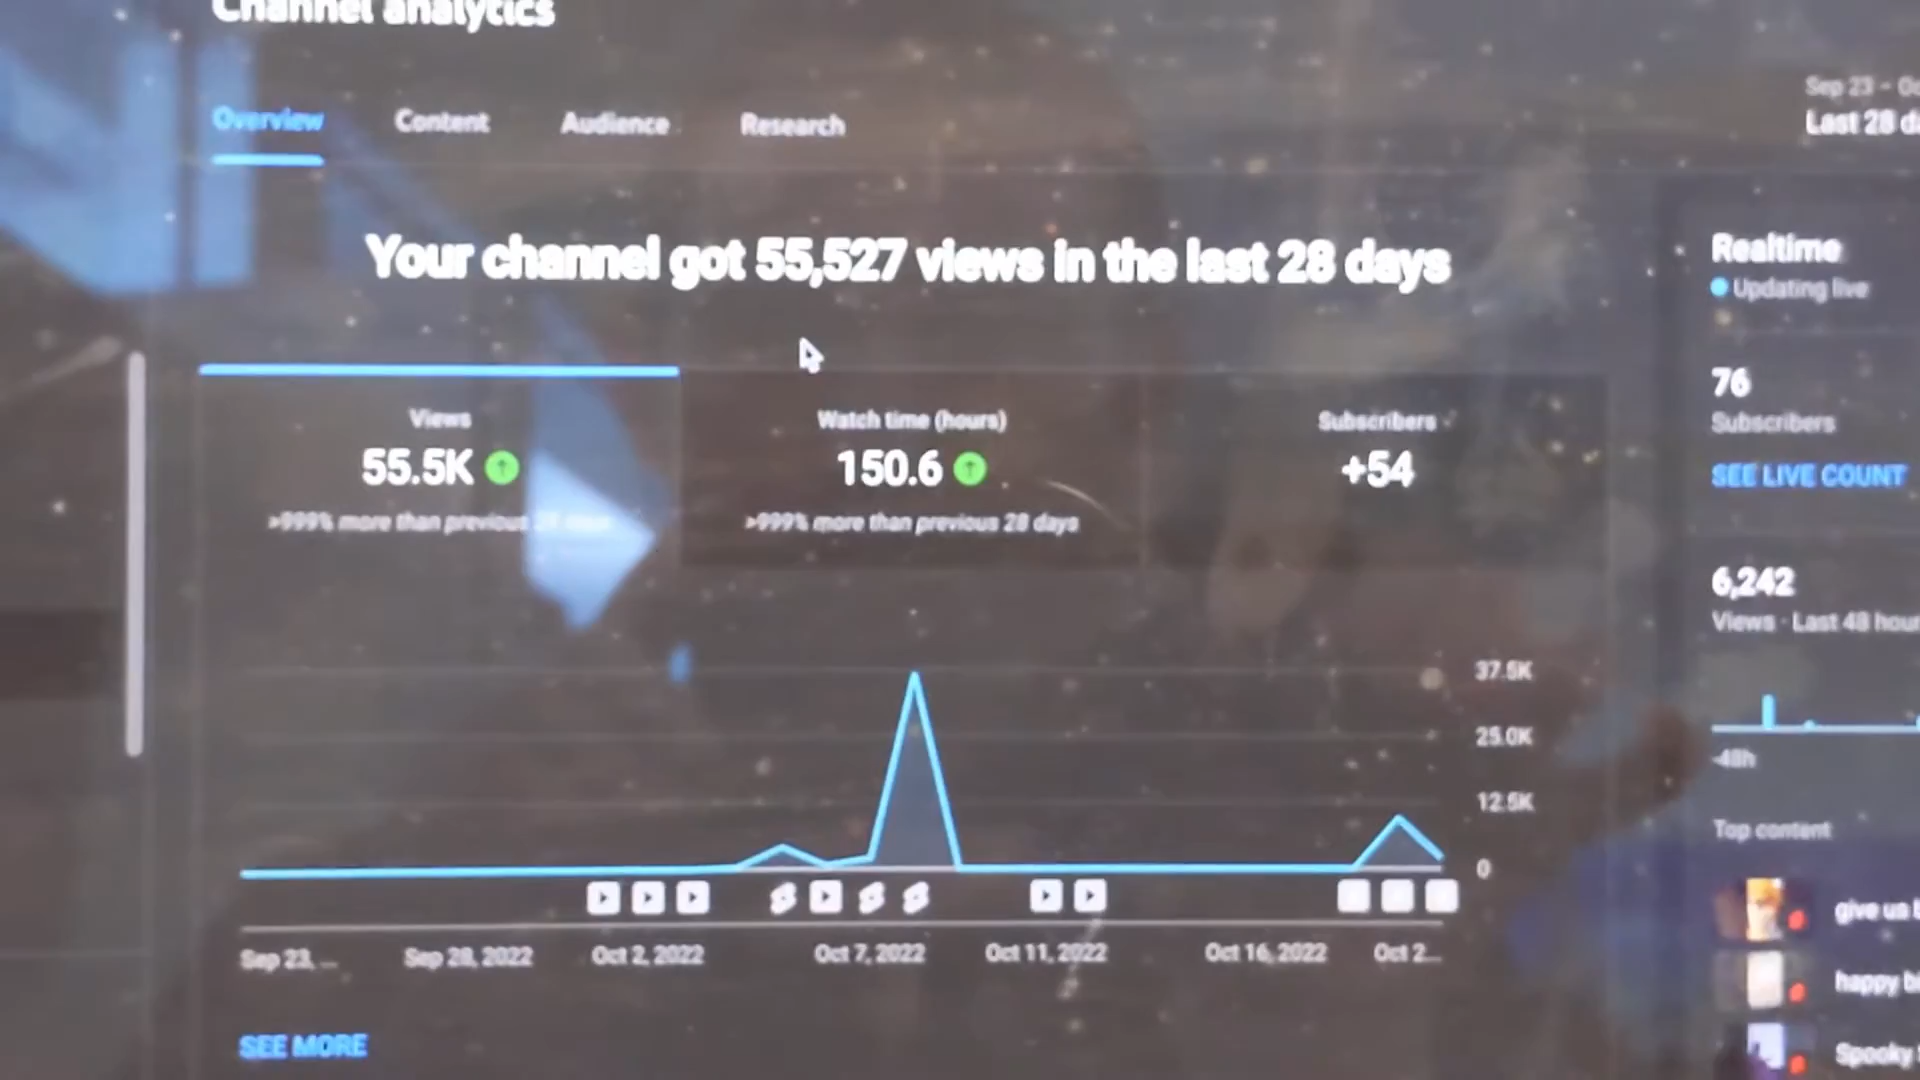 Channel analytics
Overview Content Audience Research
Sep 23 -
Last 28
Your channel got 55,527 views in the last 28 days
Realtime
Updating live
76
Subscribers
SEE LIVE COUNT
Views
55.5K
>999% more than previous
Watch time (hours)
150.6
>999% more than previous 28 days
Subscribers
+54
6,242
Views · Last 48
-48h
37.5K
25.0K
12.5K
0
Sep 23, ... Sep 28, 2022 Oct 2, 2022 Oct 7, 2022 Oct 11, 2022 Oct 16, 2022 Oct 2...
SEE MORE
Top content
give us
happy
Spooky